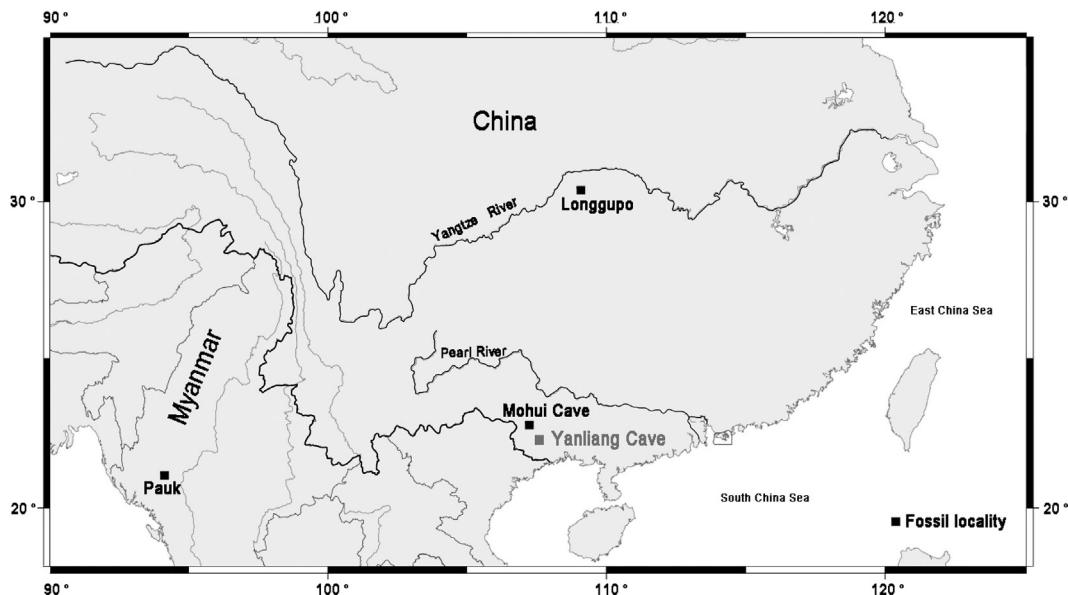 90 °
100 °
110 °
120 °
China
30 °
30 °
Longgupo
Yangtze River
East China Sea
Myanmar
Pearl River
Mohui Cave
Yanliang Cave
Pauk
South China Sea
20 °
Fossil locality
20 °
90 °
100 °
110 °
120 °